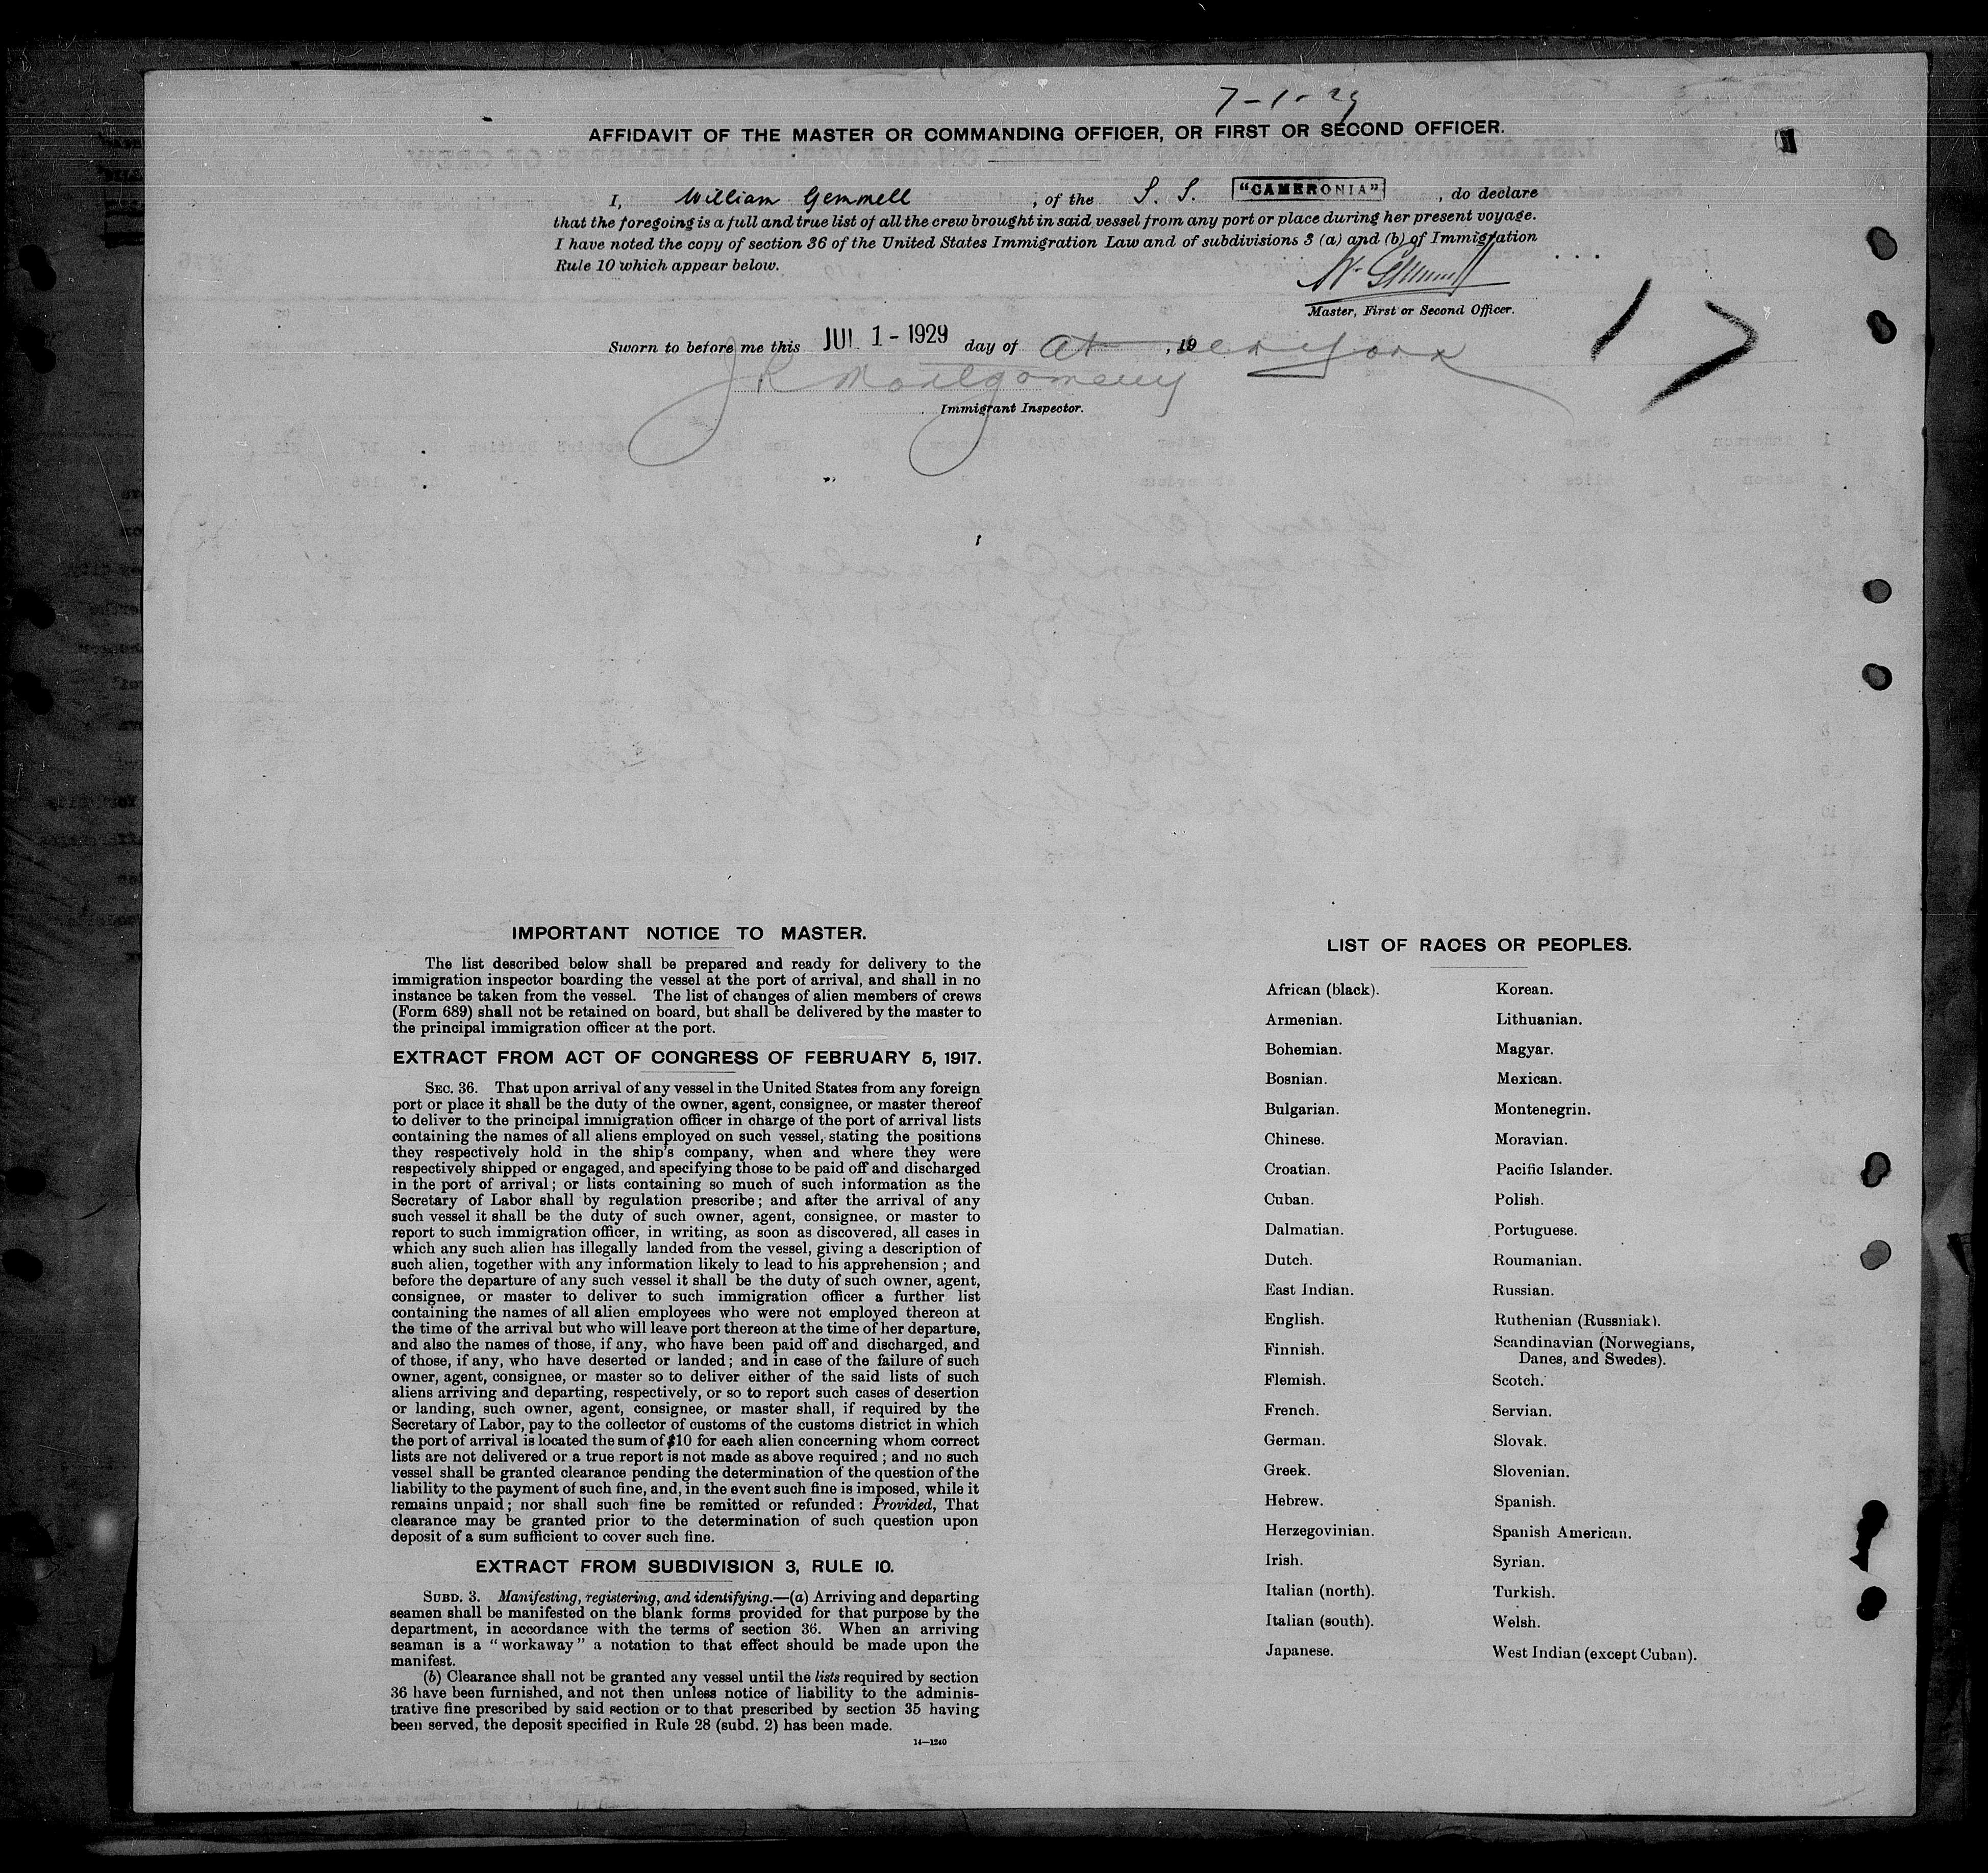 7-1-29
AFFIDAVIT OF THE MASTER OR COMMANDING OFFICER, OR FIRST OR SECOND OFFICER.
I, William Gemmell, of the S. S. "CAMERONIA", do declare
that the foregoing is a full and true list of all the crew brought in said vessel from any port or place during her present voyage.
I have noted the copy of section 36 of the United States Immigration Law and of subdivisions 3 (a) and (b) of Immigration
Rule 10 which appear below.
W. Gemmell
Master, First or Second Officer.
Sworn to before me this JUL 1 - 1929 day of at New York, 19
J R Montgomery
Immigrant Inspector.
17
IMPORTANT NOTICE TO MASTER.
The list described below shall be prepared and ready for delivery to the
immigration inspector boarding the vessel at the port of arrival, and shall in no
instance be taken from the vessel. The list of changes of alien members of crews
(Form 689) shall not be retained on board, but shall be delivered by the master to
the principal immigration officer at the port.
EXTRACT FROM ACT OF CONGRESS OF FEBRUARY 5, 1917.
SEC. 36. That upon arrival of any vessel in the United States from any foreign
port or place it shall be the duty of the owner, agent, consignee, or master thereof
to deliver to the principal immigration officer in charge of the port of arrival lists
containing the names of all aliens employed on such vessel, stating the positions
they respectively hold in the ship's company, when and where they were
respectively shipped or engaged, and specifying those to be paid off and discharged
in the port of arrival; or lists containing so much of such information as the
Secretary of Labor shall by regulation prescribe; and after the arrival of any
such vessel it shall be the duty of such owner, agent, consignee, or master to
report to such immigration officer, in writing, as soon as discovered, all cases in
which any such alien has illegally landed from the vessel, giving a description of
such alien, together with any information likely to lead to his apprehension; and
before the departure of any such vessel it shall be the duty of such owner, agent,
consignee, or master to deliver to such immigration officer a further list
containing the names of all alien employees who were not employed thereon at
the time of the arrival but who will leave port thereon at the time of her departure,
and also the names of those, if any, who have been paid off and discharged, and
of those, if any, who have deserted or landed; and in case of the failure of such
owner, agent, consignee, or master so to deliver either of the said lists of such
aliens arriving and departing, respectively, or so to report such cases of desertion
or landing, such owner, agent, consignee, or master shall, if required by the
Secretary of Labor, pay to the collector of customs of the customs district in which
the port of arrival is located the sum of $10 for each alien concerning whom correct
lists are not delivered or a true report is not made as above required; and no such
vessel shall be granted clearance pending the determination of the question of the
liability to the payment of such fine, and, in the event such fine is imposed, while it
remains unpaid; nor shall such fine be remitted or refunded: Provided, That
clearance may be granted prior to the determination of such question upon
deposit of a sum sufficient to cover such fine.
EXTRACT FROM SUBDIVISION 3, RULE 10.
SUBD. 3. Manifesting, registering, and identifying.—(a) Arriving and departing
seamen shall be manifested on the blank forms provided for that purpose by the
department, in accordance with the terms of section 36. When an arriving
seaman is a "workaway" a notation to that effect should be made upon the
manifest.
(b) Clearance shall not be granted any vessel until the lists required by section
36 have been furnished, and not then unless notice of liability to the adminis-
trative fine prescribed by said section or to that prescribed by section 35 having
been served, the deposit specified in Rule 28 (subd. 2) has been made.
14—1240
LIST OF RACES OR PEOPLES.
African (black).
Armenian.
Bohemian.
Bosnian.
Bulgarian.
Chinese.
Croatian.
Cuban.
Dalmatian.
Dutch.
East Indian.
English.
Finnish.
Flemish.
French.
German.
Greek.
Hebrew.
Herzegovinian.
Irish.
Italian (north).
Italian (south).
Japanese.
Korean.
Lithuanian.
Magyar.
Mexican.
Montenegrin.
Moravian.
Pacific Islander.
Polish.
Portuguese.
Roumanian.
Russian.
Ruthenian (Russniak).
Scandinavian (Norwegians,
Danes, and Swedes).
Scotch.
Servian.
Slovak.
Slovenian.
Spanish.
Spanish American.
Syrian.
Turkish.
Welsh.
West Indian (except Cuban).